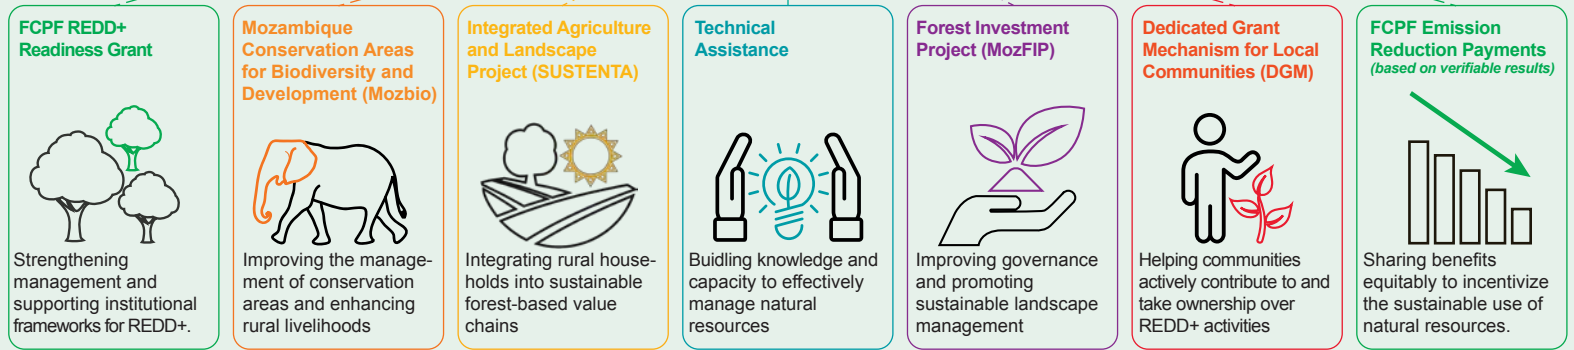 FCPF REDD+
Readiness Grant
Strengthening
management and
supporting institutional
frameworks for REDD+.
Mozambique
Conservation Areas
for Biodiversity and
Development (Mozbio)
Improving the manage-
ment of conservation
areas and enhancing
rural livelihoods
Integrated Agriculture
and Landscape
Project (SUSTENTA)
Integrating rural house-
holds into sustainable
forest-based value
chains
Technical
Assistance
Buidling knowledge and
capacity to effectively
manage natural
resources
Forest Investment
Project (MozFIP)
Improving governance
and promoting
sustainable landscape
management
Dedicated Grant
Mechanism for Local
Communities (DGM)
Helping communities
actively contribute to and
take ownership over
REDD+ activities
FCPF Emission
Reduction Payments
(based on verifiable results)
Sharing benefits
equitably to incentivize
the sustainable use of
natural resources.